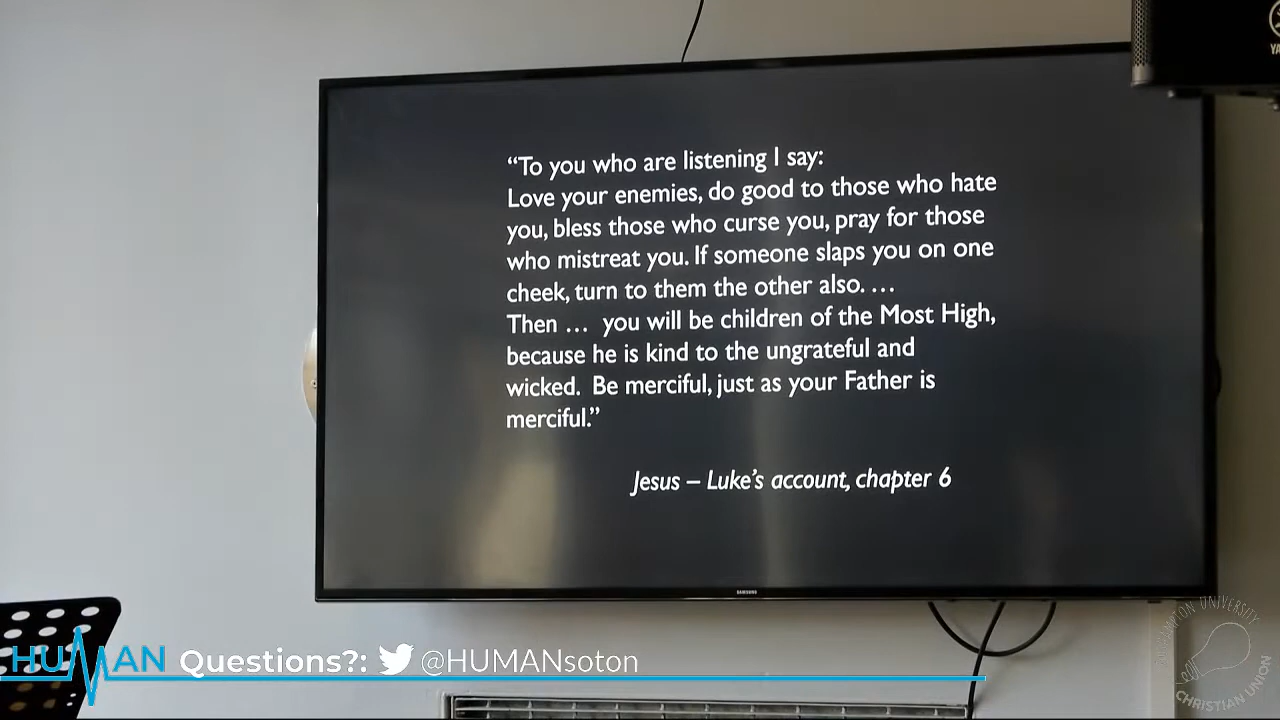 “To you who are listening I say:
Love your enemies, do good to those who hate
you, bless those who curse you, pray for those
who mistreat you. If someone slaps you on one
cheek, turn to them the other also. …
Then … you will be children of the Most High,
because he is kind to the ungrateful and
wicked. Be merciful, just as your Father is
merciful.”
Jesus – Luke’s account, chapter 6
SAMSUNG
HUMAN Questions?: @HUMANsoton
UNIVERSITY
CHRISTIAN UNION